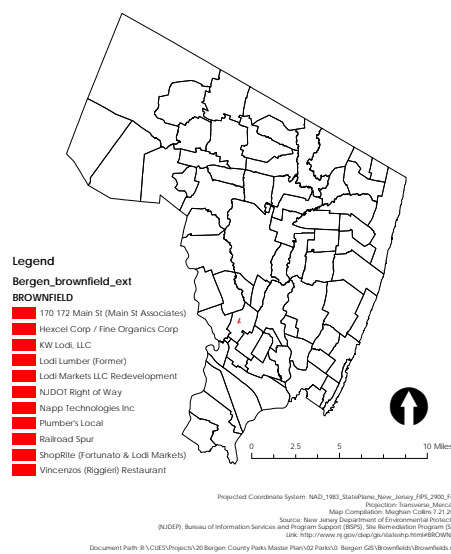 Legend
Bergen_brownfield_ext
BROWNFIELD
170 172 Main St (Main St Associates)
Hexcel Corp / Fine Organics Corp
KW Lodi, LLC
Lodi Lumber (Former)
Lodi Markets LLC Redevelopment
NJDOT Right of Way
Napp Technologies Inc
Plumber's Local
Railroad Spur
ShopRite (Fortunato & Lodi Markets)
Vincenzos (Riggieri) Restaurant
0 2.5 5 10 Miles
Projected Coordinate System: NAD_1983_StatePlane_New_Jersey_FIPS_2900_F
Projection: Transverse_Merca
Map Compilation: Meghan Collins 7.21.2
Source: New Jersey Department of Environmental Protect
(NJDEP), Bureau of Information Services and Program Support (BISPS), Site Remediation Program (S
Link: http://www.nj.gov/dep/gis/stateshp.html#BROWN
Document Path: R:\CUES\Projects\20 Bergen County Parks Master Plan\02 Parks\0. Bergen GIS\Brownfields\Brownfields.